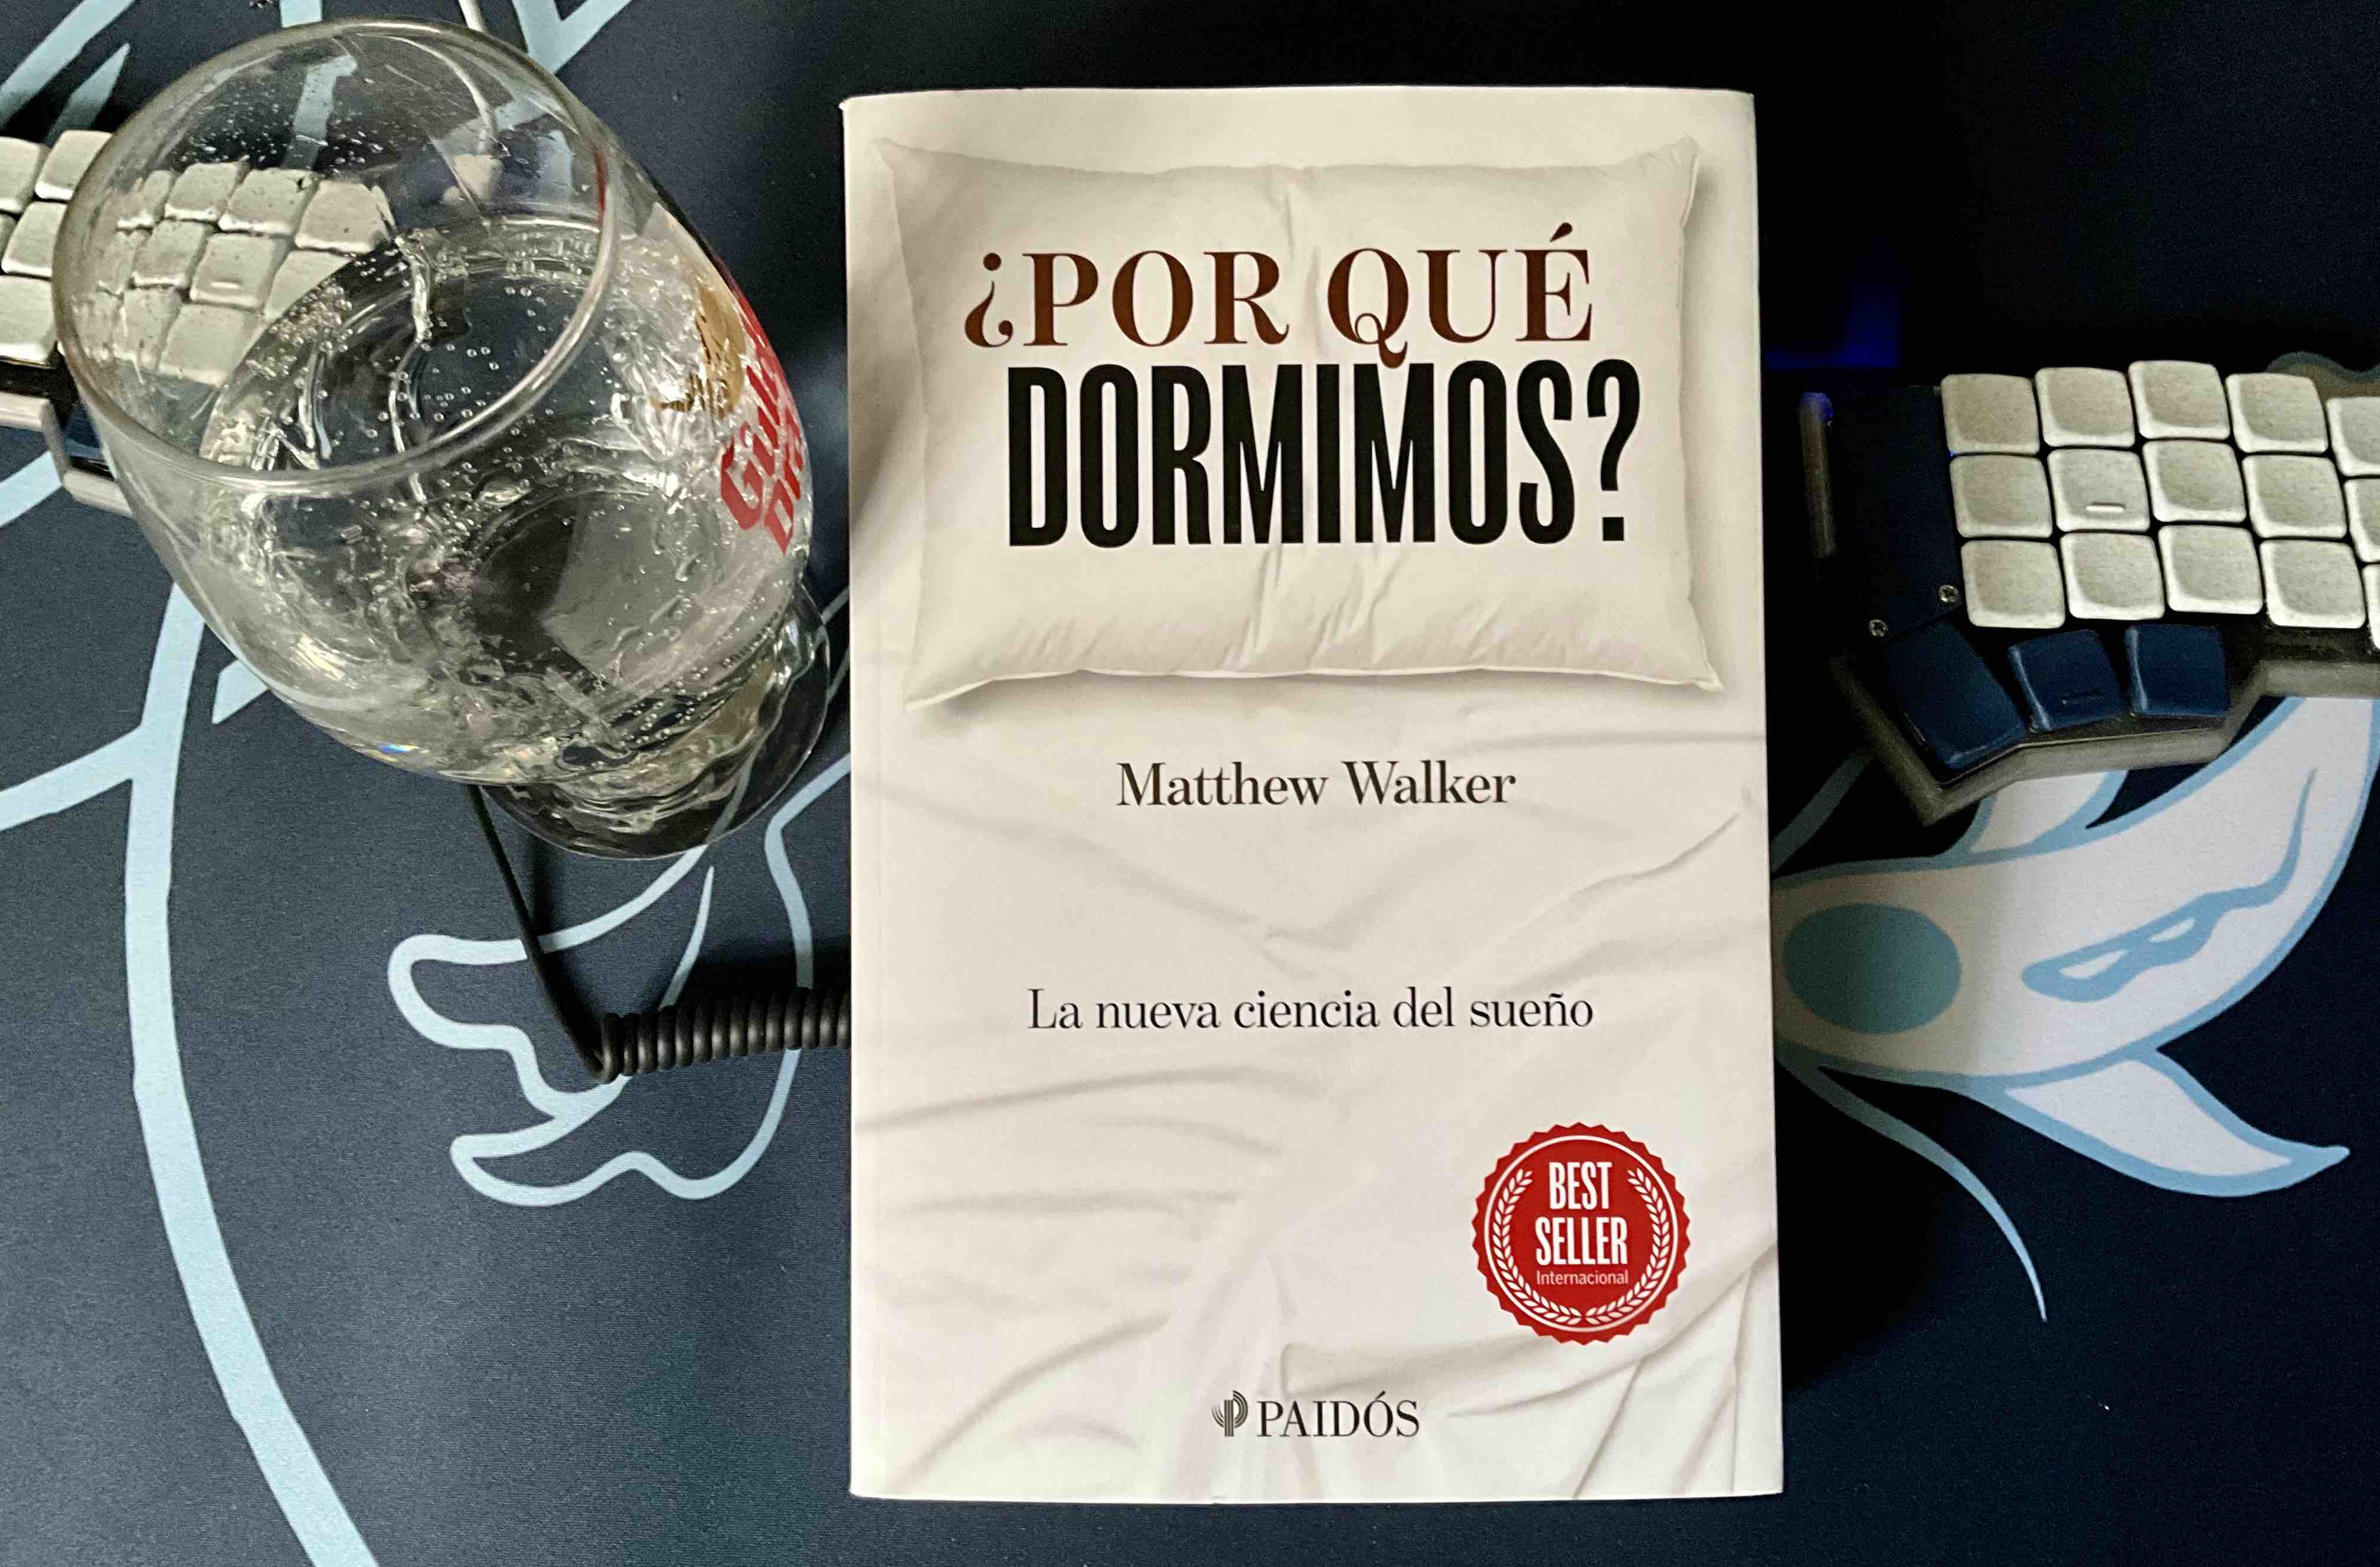 ¿POR QUÉ
DORMIMOS?
Matthew Walker
La nueva ciencia del sueño
BEST
SELLER
Internacional
PAIDÓS